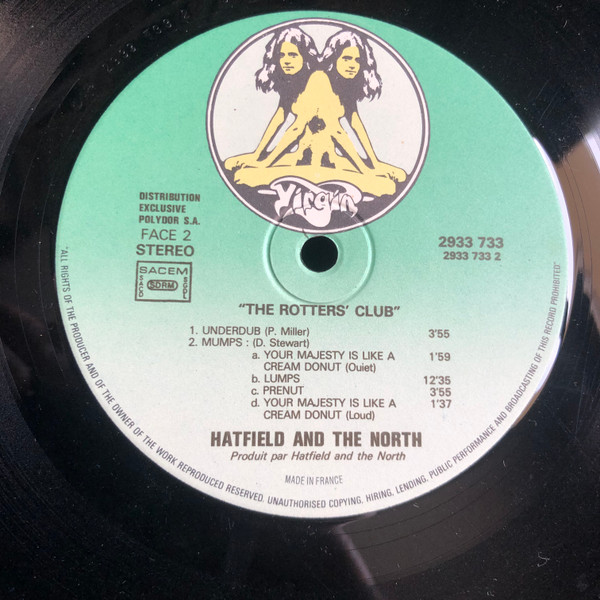 Virgin
DISTRIBUTION
EXCLUSIVE
POLYDOR S.A.
FACE 2
STEREO
SACEM
SACD
SDRM
SGDL
2933 733
2933 733 2
"THE ROTTERS' CLUB"
1. UNDERDUB (P. Miller) 3'55
2. MUMPS : (D. Stewart)
a. YOUR MAJESTY IS LIKE A 1'59
CREAM DONUT (Ouiet)
b. LUMPS 12'35
c. PRENUT 3'55
d. YOUR MAJESTY IS LIKE A 1'37
CREAM DONUT (Loud)
HATFIELD AND THE NORTH
Produit par Hatfield and the North
MADE IN FRANCE
"ALL RIGHTS OF THE PRODUCER AND OF THE OWNER OF THE WORK REPRODUCED RESERVED. UNAUTHORISED COPYING, HIRING, LENDING, PUBLIC PERFORMANCE AND BROADCASTING OF THIS RECORD PROHIBITED"